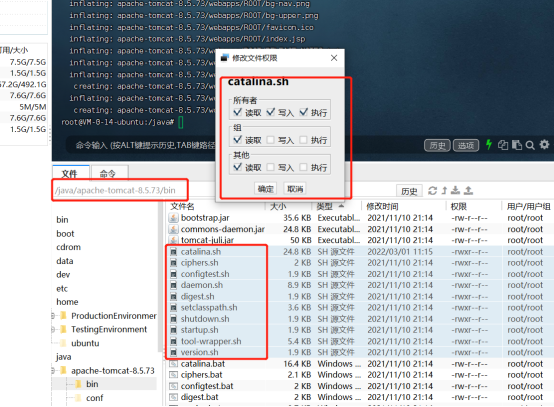 inflating: apache-tomcat-8.5.73/webapps/ROOT/bg-nav.png
inflating: apache-tomcat-8.5.73/webapps/ROOT/bg-upper.png
inflating: apache-tomcat-8.5.73/webapps/ROOT/favicon.ico
inflating: apache-tomcat-8.5.73/webapps/ROOT/index.jsp
inflating: apache-tomcat-8.5.73/w
inflating: apache-tomcat-8.5.73/we
inflating: apache-tomcat-8.5.73/we
creating: apache-tomcat-8.5.73/we
inflating: apache-tomcat-8.5.73/we
creating: apache-tomcat-8.5.73/we
inflating: apache-tomcat-8.5.73/we
root@VM-0-14-ubuntu:/java#
用/大小
7.5G/7.5G
1.5G/1.5G
7.2G/492.1G
7.6G/7.6G
5M/5M
7.6G/7.6G
1.5G/1.5G
修改文件权限
catalina.sh
所有者
读取 写入 执行
组
读取 写入 执行
其他
读取 写入 执行
确定 取消
命令输入 (按ALT键提示历史,TAB键路径
历史 选项
文件 命令
/java/apache-tomcat-8.5.73/bin
历史
bin
boot
cdrom
data
dev
etc
home
ProductionEnvironmer
TestingEnvironment
ubuntu
java
apache-tomcat-8.5.73
bin
conf
文件名 大小 类型 修改时间 权限 用户/用户组
bootstrap.jar 35.6 KB Executabl... 2021/11/10 21:14 -rw-r--r-- root/root
commons-daemon.jar 24.8 KB Executabl... 2021/11/10 21:14 -rw-r--r-- root/root
tomcat-juli.jar 50 KB Executabl... 2021/11/10 21:14 -rw-r--r-- root/root
catalina.sh 24.8 KB SH 源文件 2022/03/01 11:15 -rwxr--r-- root/root
ciphers.sh 2 KB SH 源文件 2021/11/10 21:14 -rwxr--r-- root/root
configtest.sh 1.9 KB SH 源文件 2021/11/10 21:14 -rwxr--r-- root/root
daemon.sh 8.9 KB SH 源文件 2021/11/10 21:14 -rwxr--r-- root/root
digest.sh 1.9 KB SH 源文件 2021/11/10 21:14 -rwxr--r-- root/root
setclasspath.sh 3.6 KB SH 源文件 2021/11/10 21:14 -rwxr--r-- root/root
shutdown.sh 1.9 KB SH 源文件 2021/11/10 21:14 -rwxr--r-- root/root
startup.sh 1.9 KB SH 源文件 2021/11/10 21:14 -rwxr--r-- root/root
tool-wrapper.sh 5.4 KB SH 源文件 2021/11/10 21:14 -rwxr--r-- root/root
version.sh 1.9 KB SH 源文件 2021/11/10 21:14 -rwxr--r-- root/root
catalina.bat 16.4 KB Windows ... 2021/11/10 21:14 -rw-r--r-- root/root
ciphers.bat 2.1 KB Windows ... 2021/11/10 21:14 -rw-r--r-- root/root
configtest.bat 2 KB Windows ... 2021/11/10 21:14 -rw-r--r-- root/root
digest.bat 2 KB Windows ... 2021/11/10 21:14 -rw-r--r-- root/root